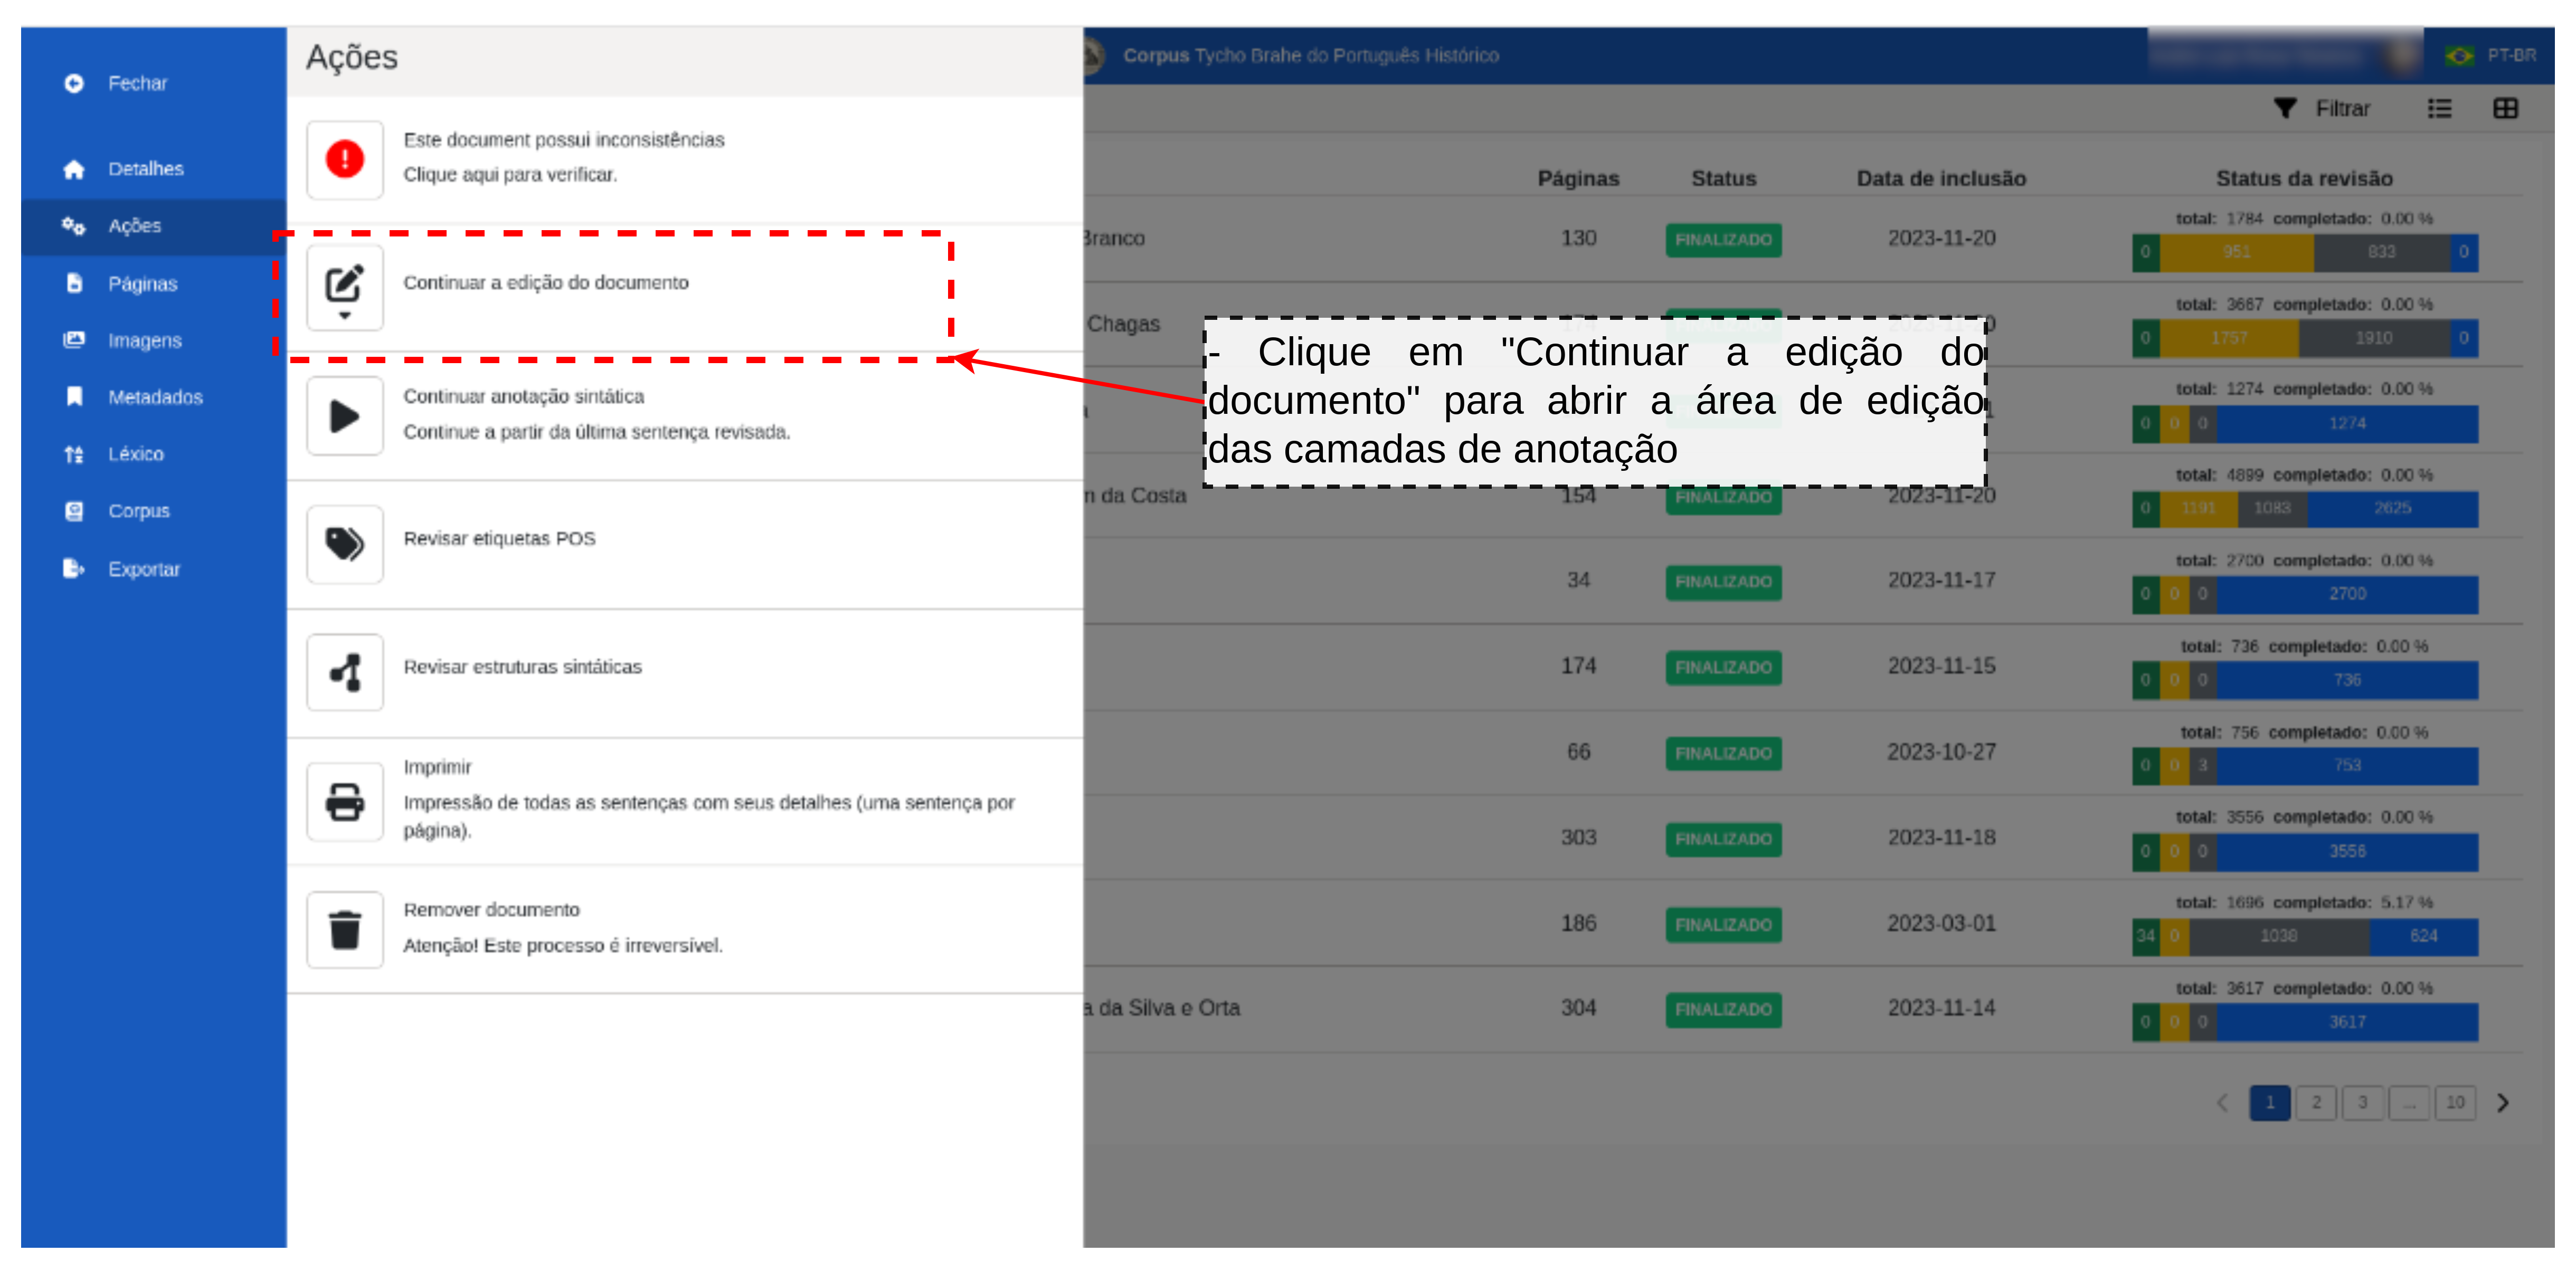 Fechar
Detalhes
Ações
Páginas
Imagens
Metadados
Léxico
Corpus
Exportar
Ações
Este document possui inconsistências
Clique aqui para verificar.
Continuar a edição do documento
Continuar anotação sintática
Continue a partir da última sentença revisada.
Revisar etiquetas POS
Revisar estruturas sintáticas
Imprimir
Impressão de todas as sentenças com seus detalhes (uma sentença por
página).
Remover documento
Atenção! Este processo é irreversível.
Corpus Tycho Brahe do Português Histórico
PT-BR
Filtrar
Páginas Status Data de inclusão Status da revisão
total: 1784 completado: 0.00 %
Branco 130 FINALIZADO 2023-11-20
0 951 833 0
total: 3667 completado: 0.00 %
Chagas
0 1757 1910 0
- Clique em "Continuar a edição do
documento" para abrir a área de edição
das camadas de anotação
total: 1274 completado: 0.00 %
0 0 0 1274
total: 4899 completado: 0.00 %
da Costa 154 FINALIZADO 2023-11-20
0 1191 1083 2625
total: 2700 completado: 0.00 %
34 FINALIZADO 2023-11-17
0 0 0 2700
total: 736 completado: 0.00 %
174 FINALIZADO 2023-11-15
0 0 0 736
total: 756 completado: 0.00 %
66 FINALIZADO 2023-10-27
0 0 3 753
total: 3556 completado: 0.00 %
303 FINALIZADO 2023-11-18
0 0 0 3556
total: 1696 completado: 5.17 %
186 FINALIZADO 2023-03-01
34 0 1038 624
total: 3617 completado: 0.00 %
a da Silva e Orta 304 FINALIZADO 2023-11-14
0 0 0 3617
1 2 3 ... 10